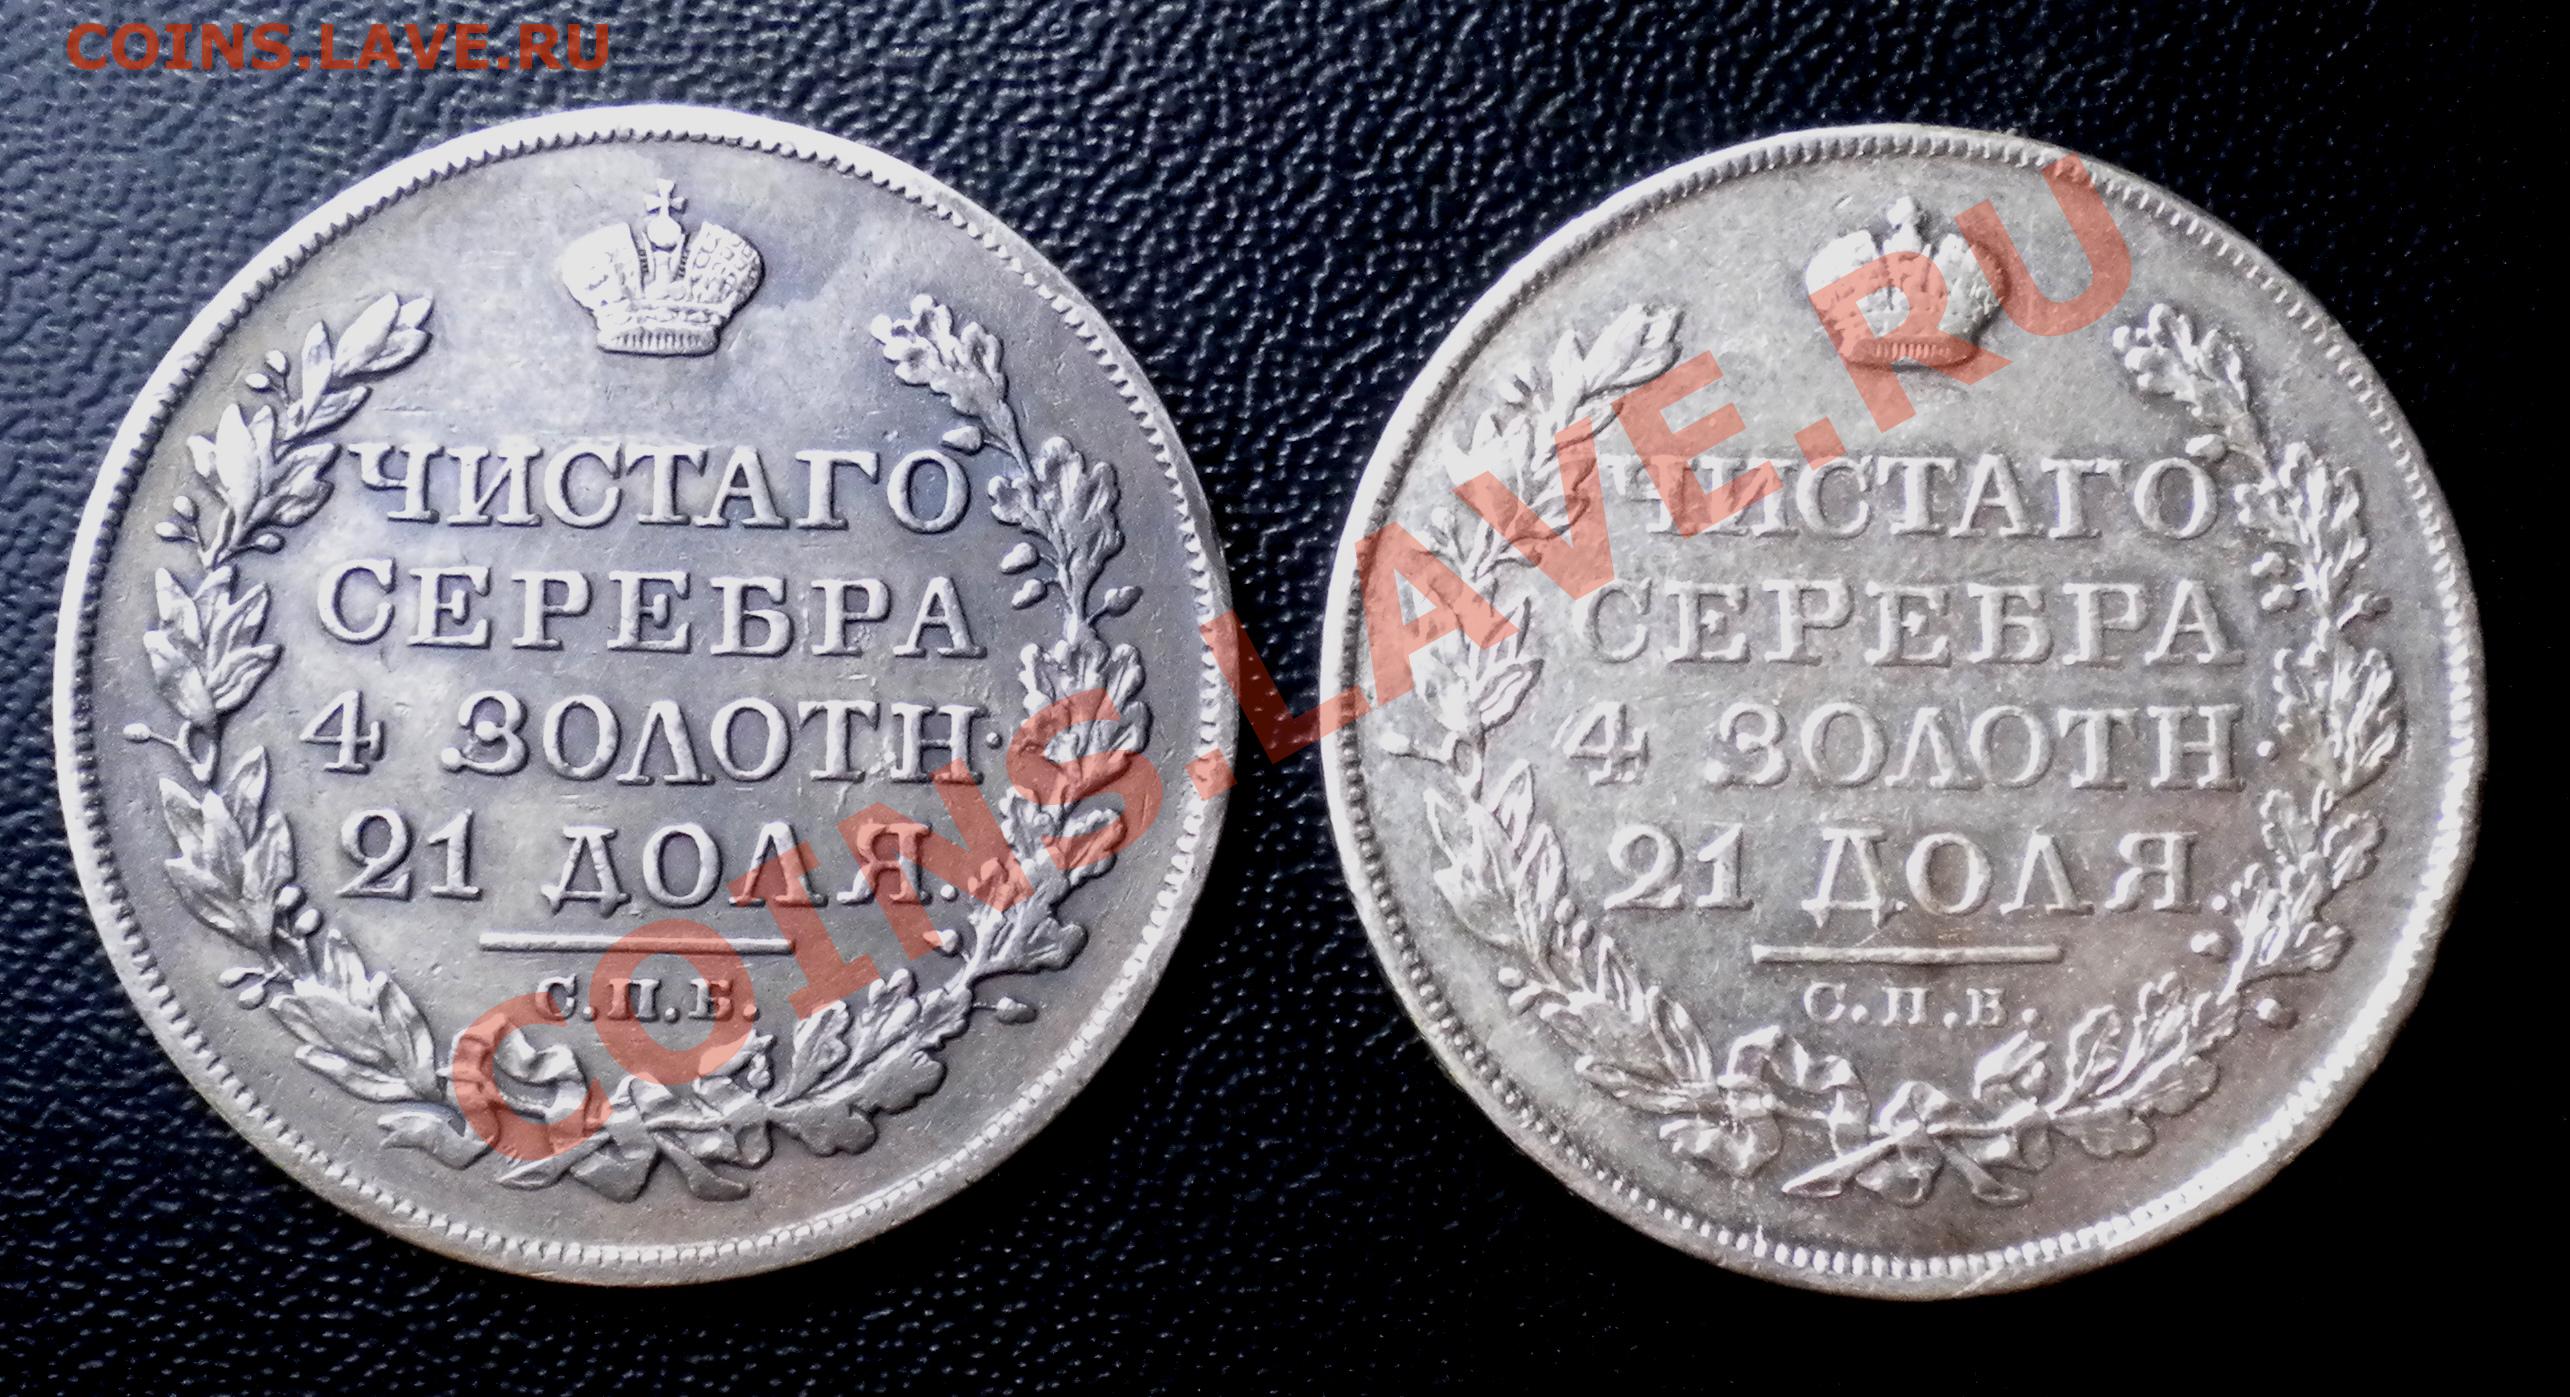 COINS.LAVE.RU
ЧИСТАГО
СЕРЕБРА
4 ЗОЛОТН.
21 ДОЛЯ.
С.П.Б.
ЧИСТАГО
СЕРЕБРА
4 ЗОЛОТН.
21 ДОЛЯ.
С.П.Б.
COINS.LAVE.RU